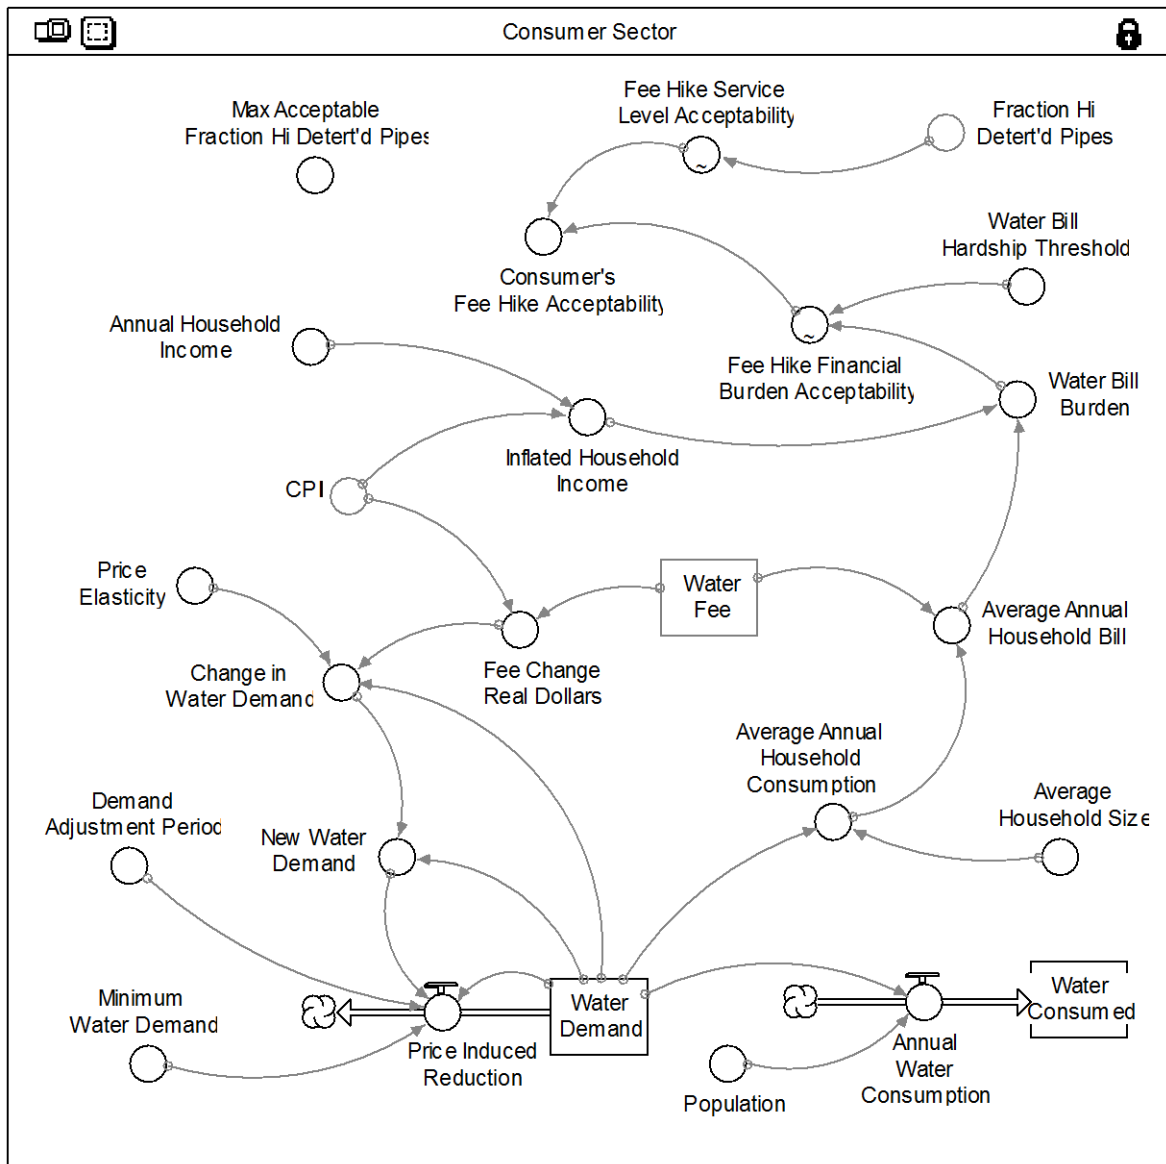 Consumer Sector
Max Acceptable
Fraction Hi Detert'd Pipes
Fee Hike Service
Level Acceptability
Fraction Hi
Detert'd Pipes
Water Bill
Hardship Threshold
Consumer's
Fee Hike Acceptability
Annual Household
Income
Fee Hike Financial
Burden Acceptability
Water Bill
Burden
Inflated Household
Income
CPI
Price
Elasticity
Water
Fee
Average Annual
Household Bill
Change in
Water Demand
Fee Change
Real Dollars
Average Annual
Household
Consumption
Demand
Adjustment Period
New Water
Demand
Average
Household Size
Minimum
Water Demand
Price Induced
Reduction
Water
Demand
Water
Consumed
Annual
Water
Consumption
Population